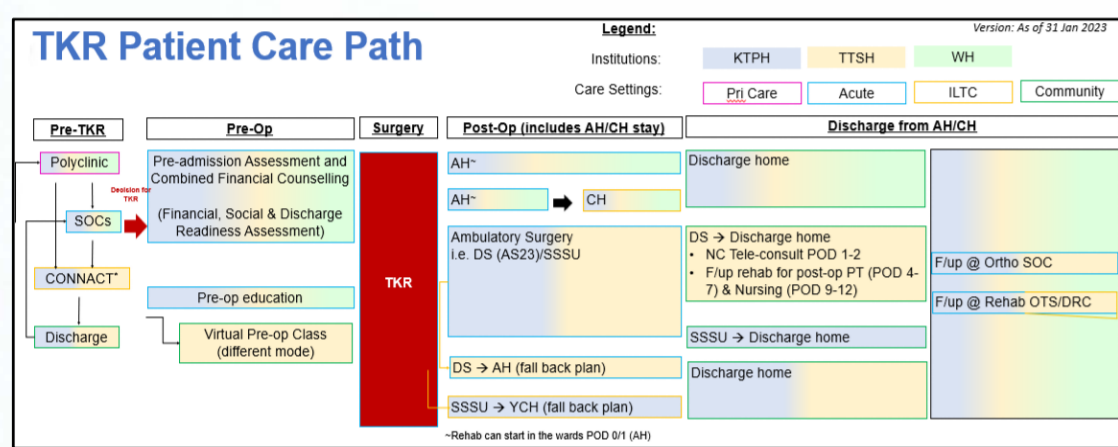 TKR Patient Care Path
Legend:
Version: As of 31 Jan 2023
Institutions:
KTPH
TTSH
WH
Care Settings:
Pri Care
Acute
ILTC
Community
Pre-TKR
Pre-Op
Surgery
Post-Op (includes AH/CH stay)
Discharge from AH/CH
Polyclinic
Decision for
TKR
SOCs
CONNACT*
Discharge
Pre-admission Assessment and
Combined Financial Counselling
(Financial, Social & Discharge
Readiness Assessment)
Pre-op education
Virtual Pre-op Class
(different mode)
TKR
AH~
AH~
CH
Ambulatory Surgery
i.e. DS (AS23)/SSSU
DS → AH (fall back plan)
SSSU → YCH (fall back plan)
~Rehab can start in the wards POD 0/1 (AH)
Discharge home
DS → Discharge home
• NC Tele-consult POD 1-2
• F/up rehab for post-op PT (POD 4-
7) & Nursing (POD 9-12)
SSSU → Discharge home
Discharge home
F/up @ Ortho SOC
F/up @ Rehab OTS/DRC